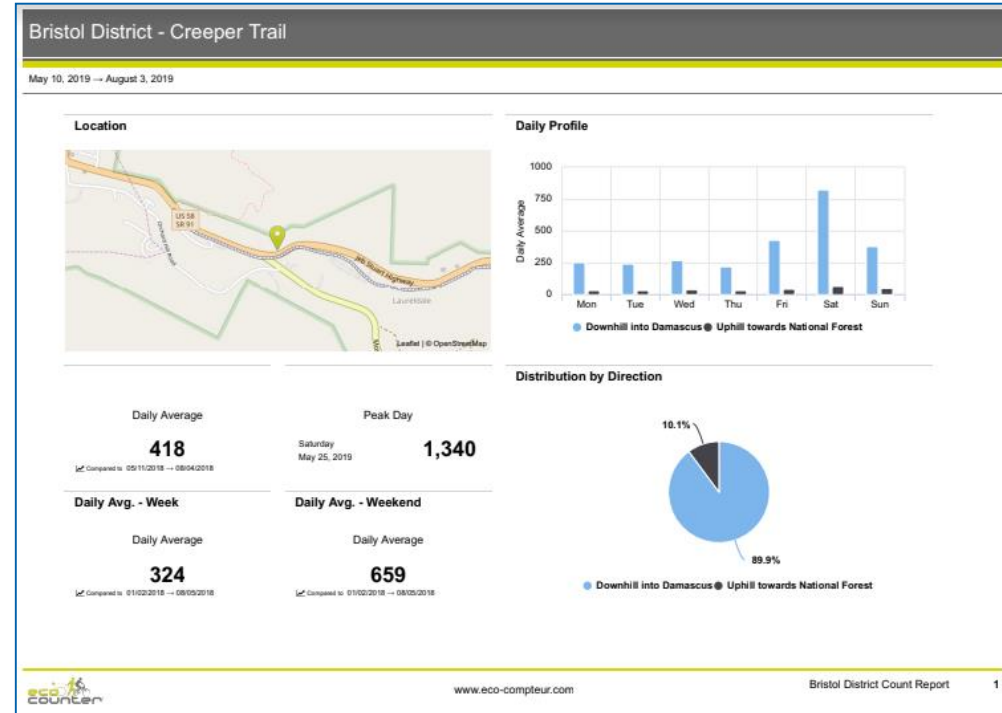 Bristol District - Creeper Trail
May 10, 2019 → August 3, 2019
Location
US 58
SR 91
Orchard Hill Road
Jeb Stuart Highway
Laureldale
Leaflet | © OpenStreetMap
Daily Profile
Daily Average
1000
750
500
250
0
Mon Tue Wed Thu Fri Sat Sun
Downhill into Damascus Uphill towards National Forest
Daily Average
418
Compared to 05/11/2018 → 08/04/2018
Peak Day
Saturday
May 25, 2019
1,340
Distribution by Direction
10.1%
89.9%
Downhill into Damascus Uphill towards National Forest
Daily Avg. - Week
Daily Average
324
Compared to 01/02/2018 → 08/05/2018
Daily Avg. - Weekend
Daily Average
659
Compared to 01/02/2018 → 08/05/2018
eco
counter
www.eco-compteur.com
Bristol District Count Report 1